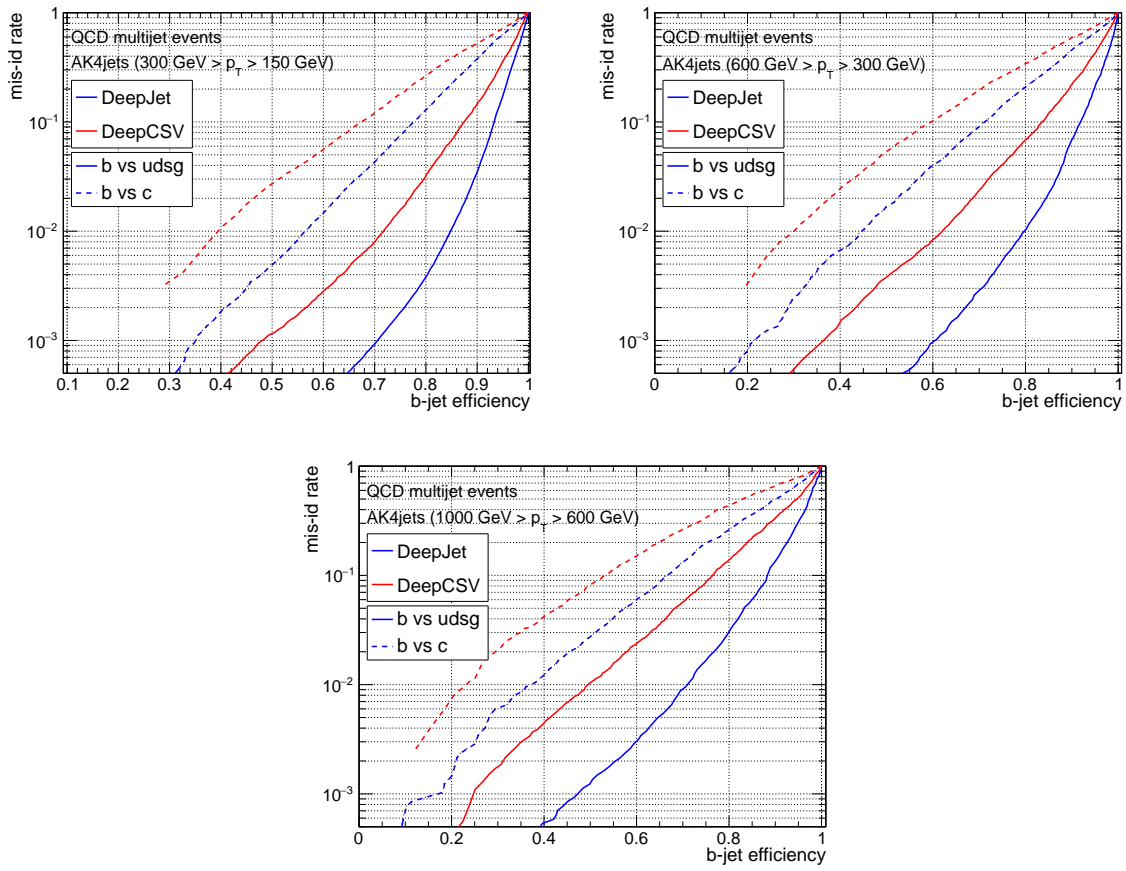 mis-id rate
1
10⁻¹
10⁻²
10⁻³
QCD multijet events
AK4jets (300 GeV > p_T > 150 GeV)
DeepJet
DeepCSV
b vs udsg
b vs c
0.1 0.2 0.3 0.4 0.5 0.6 0.7 0.8 0.9 1
b-jet efficiency
mis-id rate
1
10⁻¹
10⁻²
10⁻³
QCD multijet events
AK4jets (600 GeV > p_T > 300 GeV)
DeepJet
DeepCSV
b vs udsg
b vs c
0 0.2 0.4 0.6 0.8 1
b-jet efficiency
mis-id rate
1
10⁻¹
10⁻²
10⁻³
QCD multijet events
AK4jets (1000 GeV > p_T > 600 GeV)
DeepJet
DeepCSV
b vs udsg
b vs c
0 0.2 0.4 0.6 0.8 1
b-jet efficiency